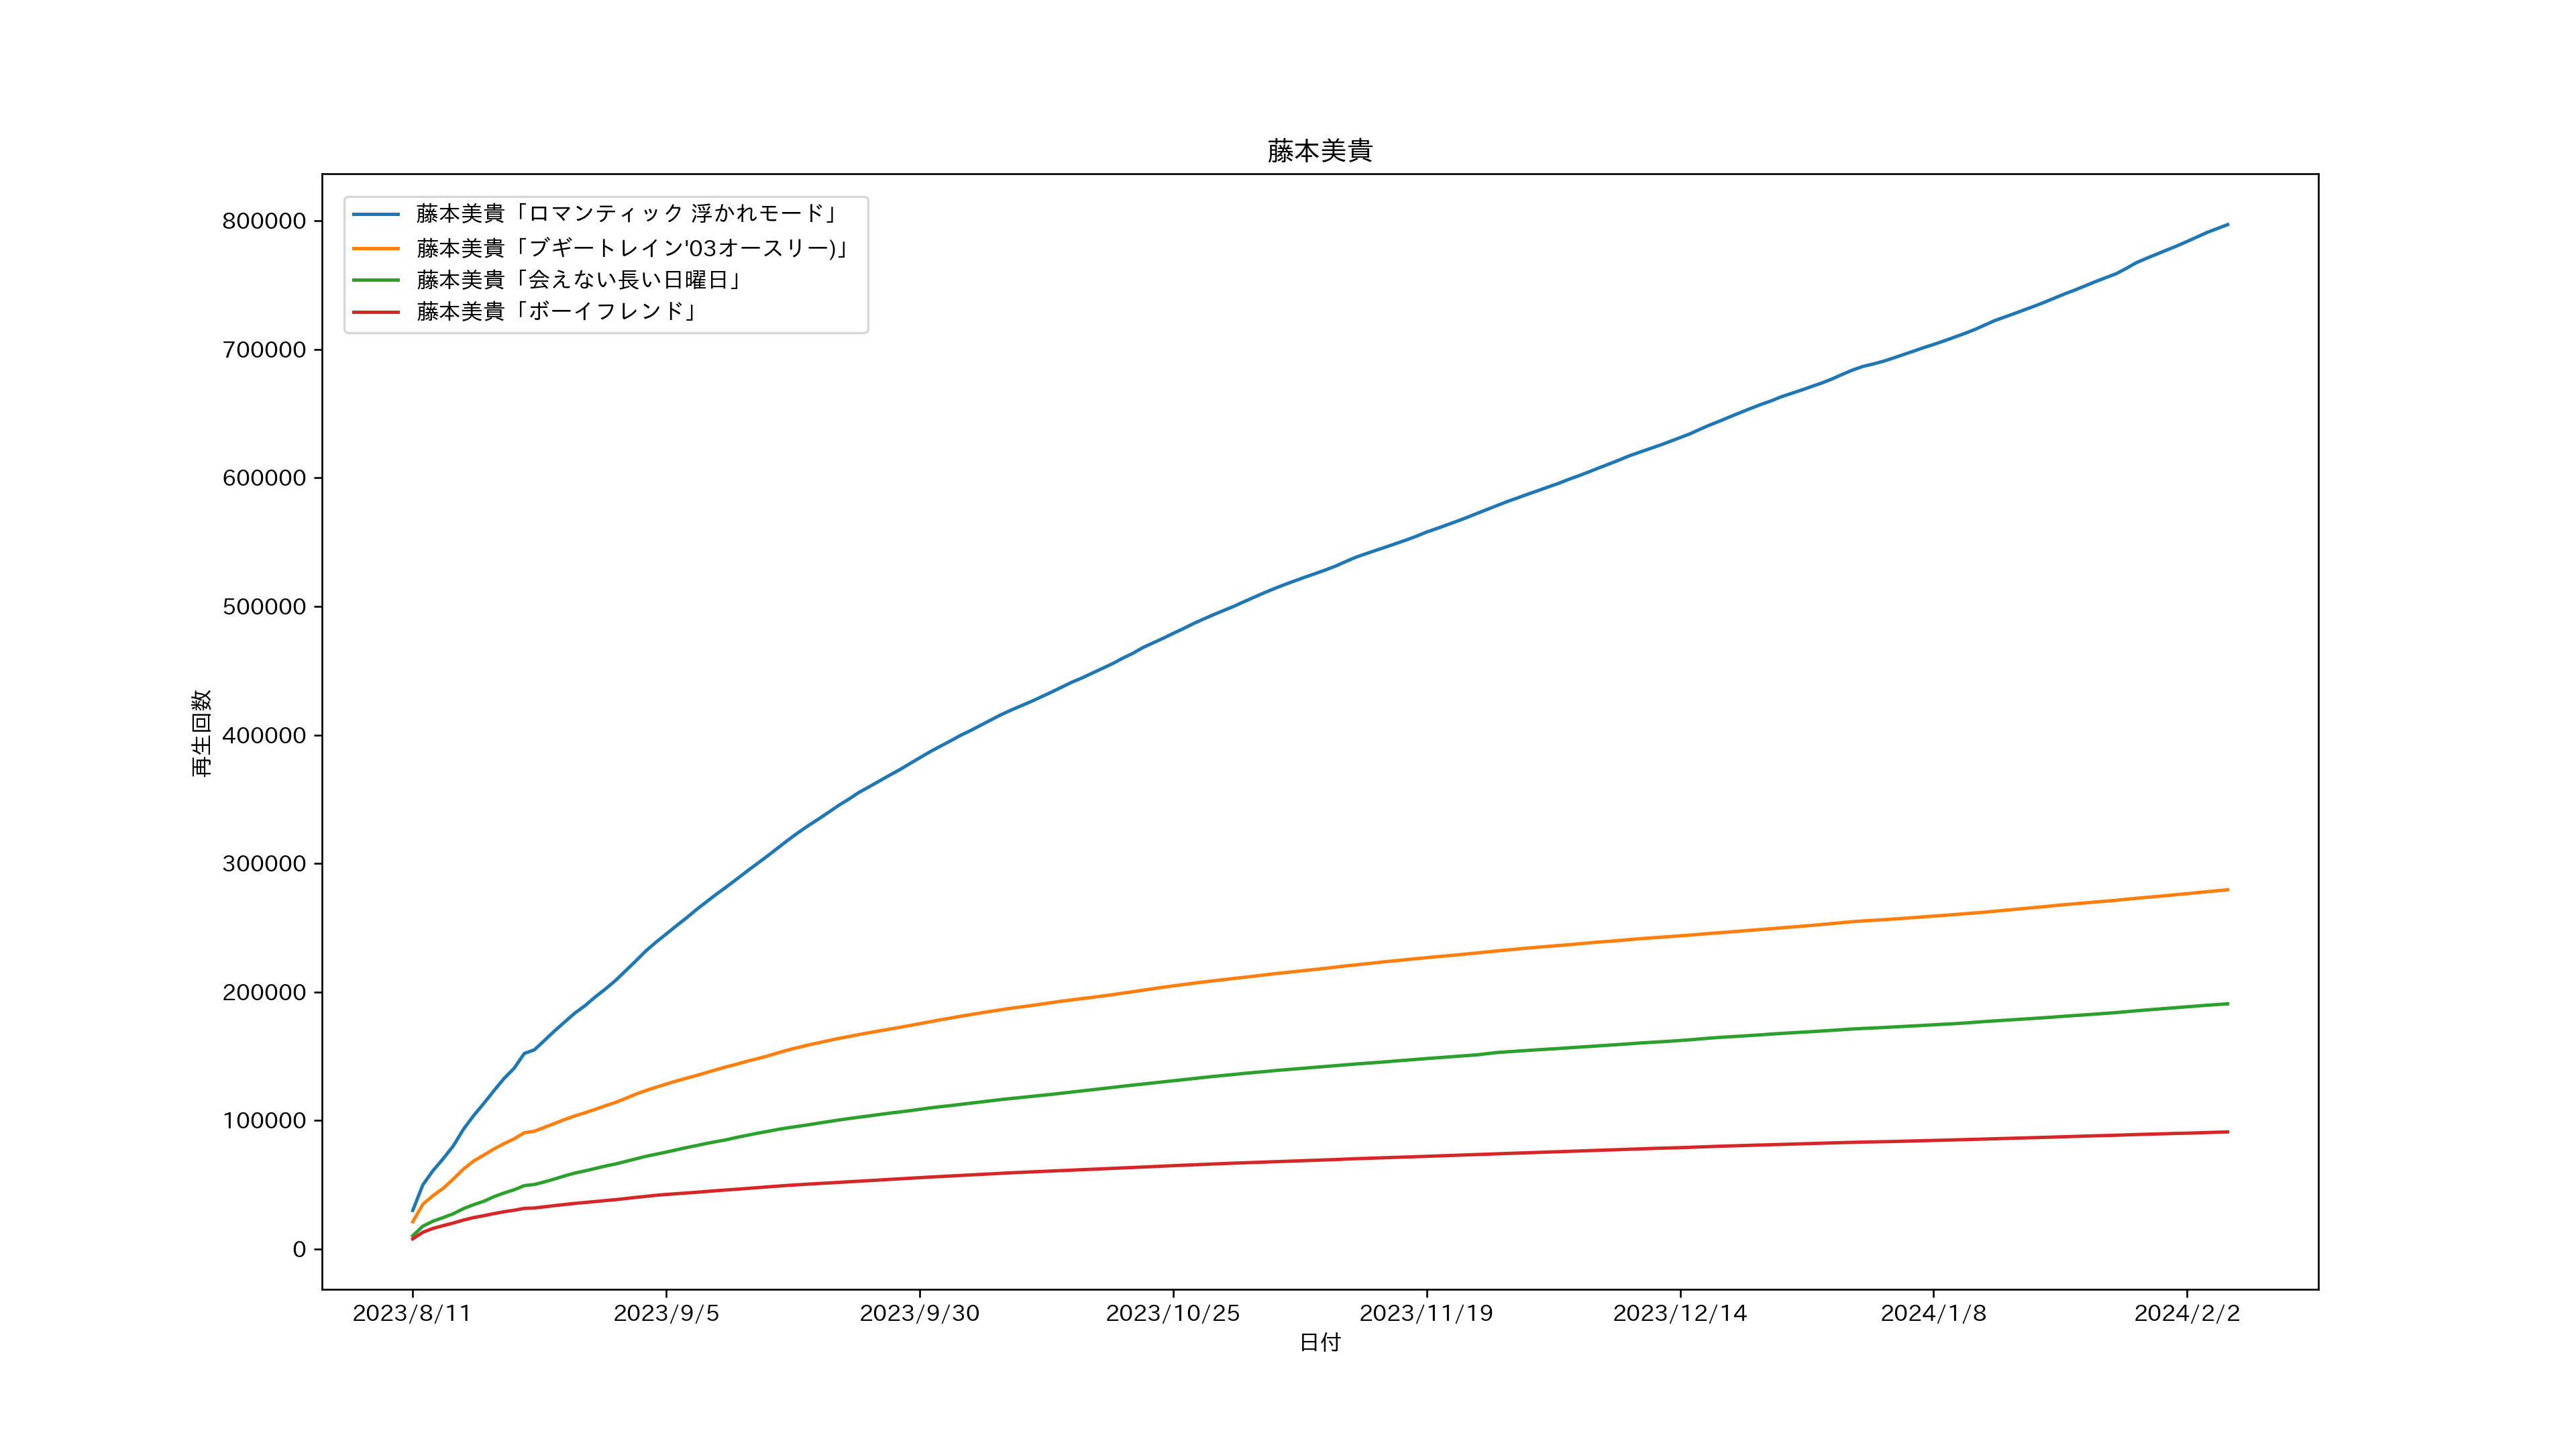 藤本美貴
藤本美貴「ロマンティック 浮かれモード」
藤本美貴「ブギートレイン'03オースリー)」
藤本美貴「会えない長い日曜日」
藤本美貴「ボーイフレンド」
800000
700000
600000
500000
400000
300000
200000
100000
0
再生回数
2023/8/11 2023/9/5 2023/9/30 2023/10/25 2023/11/19 2023/12/14 2024/1/8 2024/2/2
日付